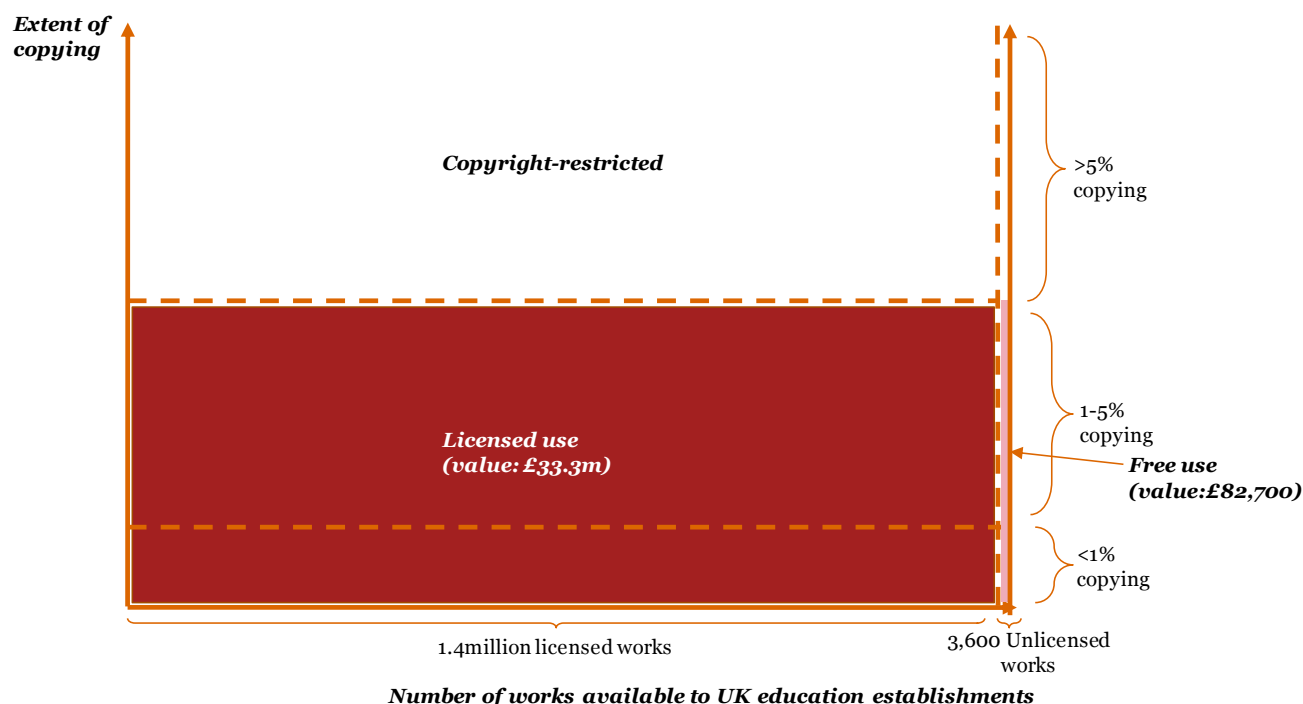 Extent of
copying
Copyright-restricted
>5%
copying
Licensed use
(value: £33.3m)
1-5%
copying
Free use
(value:£82,700)
<1%
copying
1.4million licensed works
3,600 Unlicensed
works
Number of works available to UK education establishments